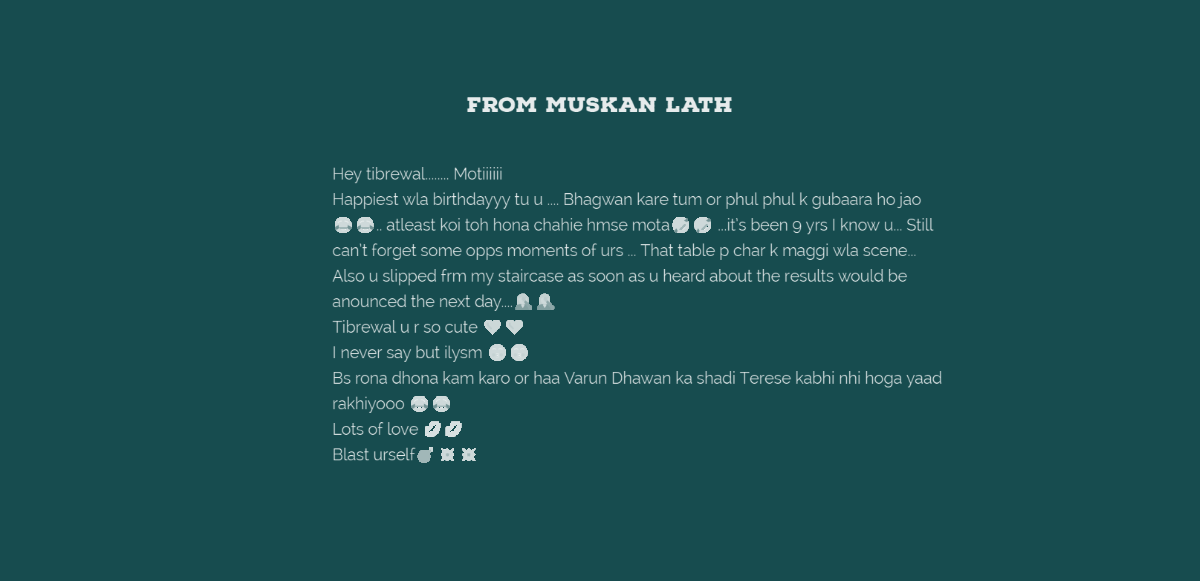 FROM MUSKAN LATH
Hey tibrewal........ Motiiiiii
Happiest wla birthdayyy tu u .... Bhagwan kare tum or phul phul k gubaara ho jao
😂😂.. atleast koi toh hona chahie hmse mota🤣🤣 ...it's been 9 yrs I know u... Still
can't forget some opps moments of urs ... That table p char k maggi wla scene...
Also u slipped frm my staircase as soon as u heard about the results would be
anounced the next day....🤦‍♀️🤦‍♀️
Tibrewal u r so cute ❤❤
I never say but ilysm 😘😘
Bs rona dhona kam karo or haa Varun Dhawan ka shadi Terese kabhi nhi hoga yaad
rakhiyooo 😂😂
Lots of love 💋💋
Blast urself💣💥💥